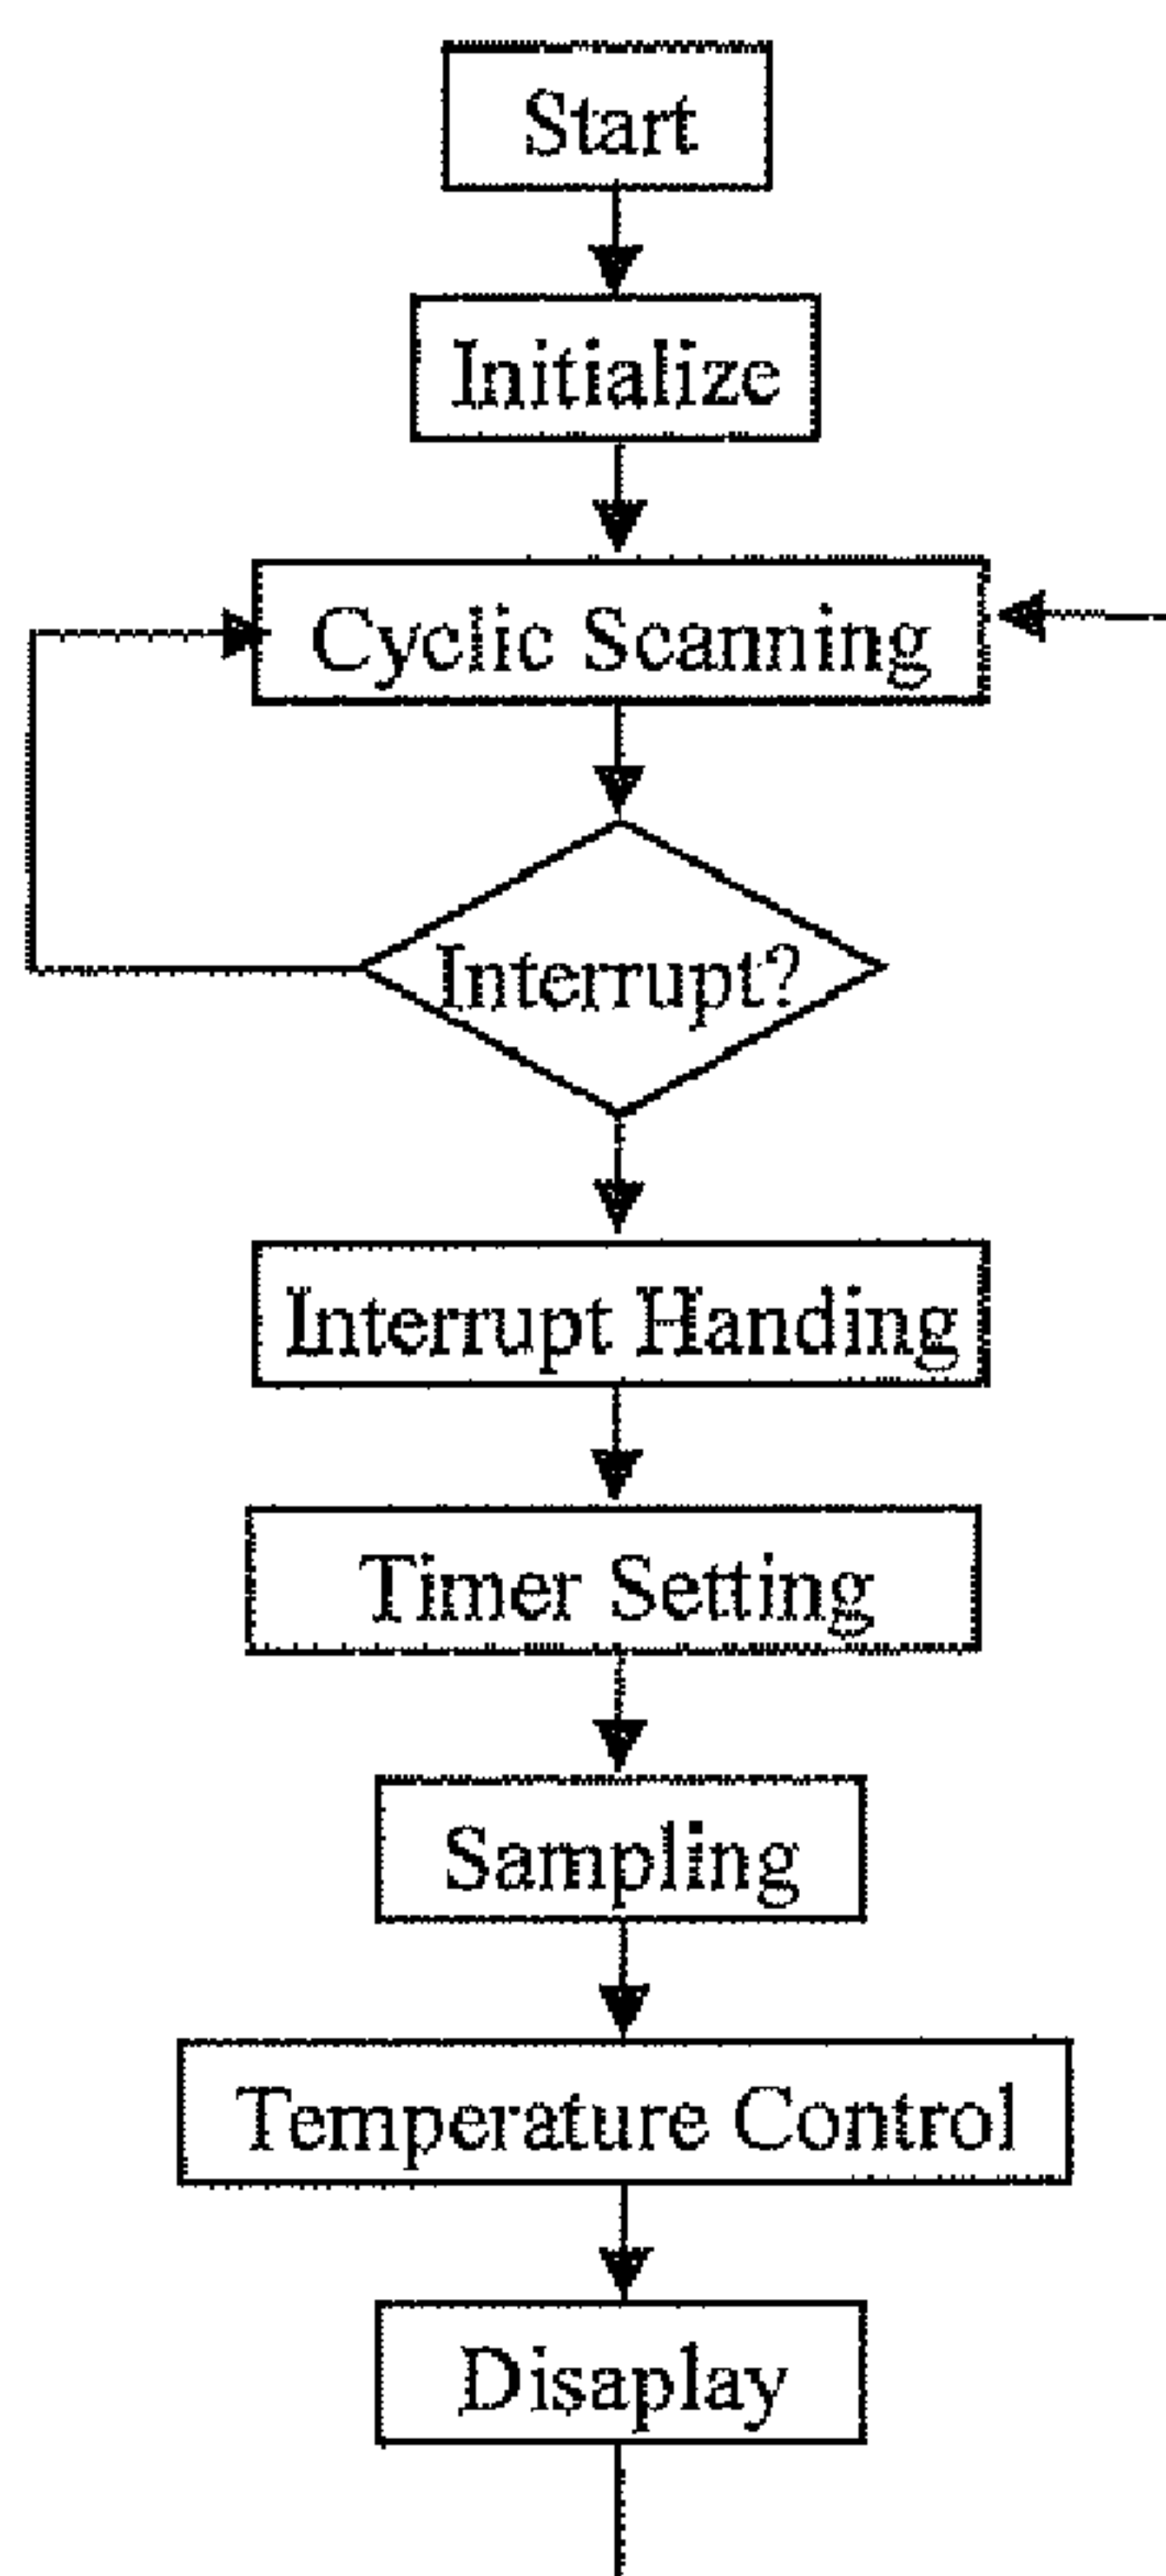 Start
Initialize
Cyclic Scanning
Interrupt?
Interrupt Handing
Timer Setting
Sampling
Temperature Control
Disaplay